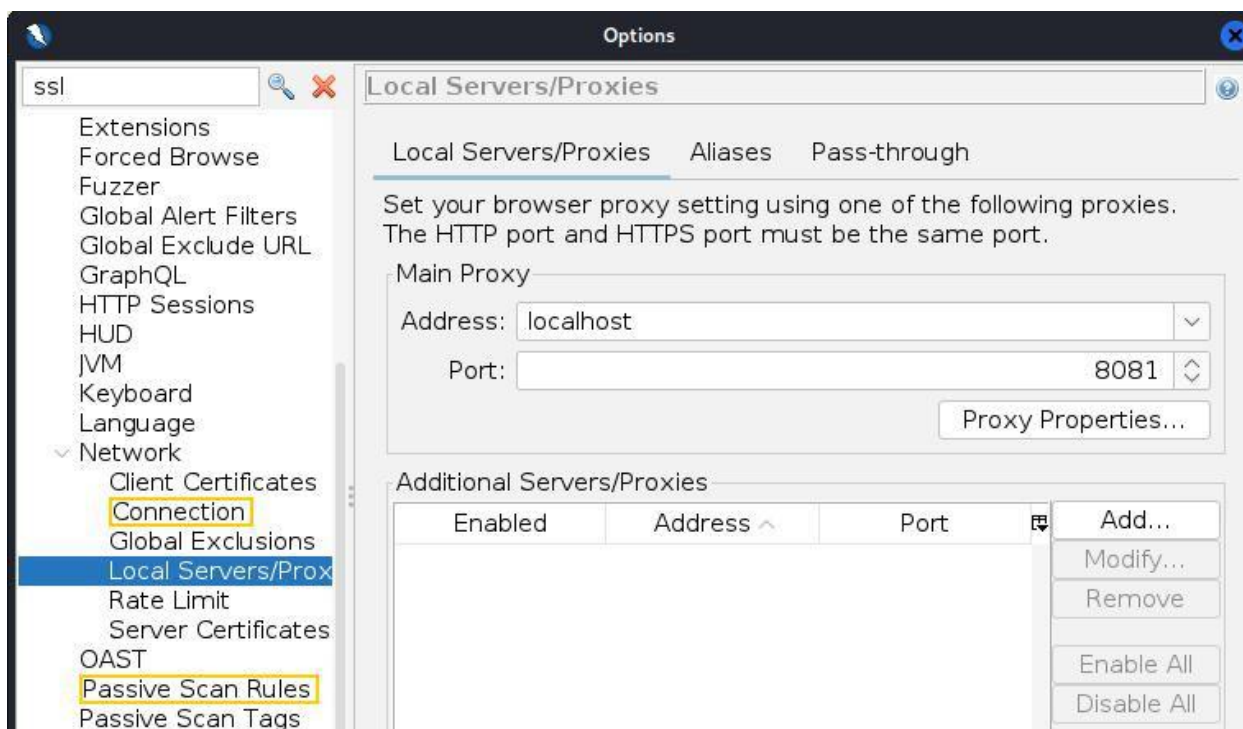 Options
ssl
Extensions
Forced Browse
Fuzzer
Global Alert Filters
Global Exclude URL
GraphQL
HTTP Sessions
HUD
JVM
Keyboard
Language
Network
Client Certificates
Connection
Global Exclusions
Local Servers/Prox
Rate Limit
Server Certificates
OAST
Passive Scan Rules
Passive Scan Tags
Local Servers/Proxies
Local Servers/Proxies Aliases Pass-through
Set your browser proxy setting using one of the following proxies.
The HTTP port and HTTPS port must be the same port.
Main Proxy
Address: localhost
Port: 8081
Proxy Properties...
Additional Servers/Proxies
Enabled Address Port
Add...
Modify...
Remove
Enable All
Disable All